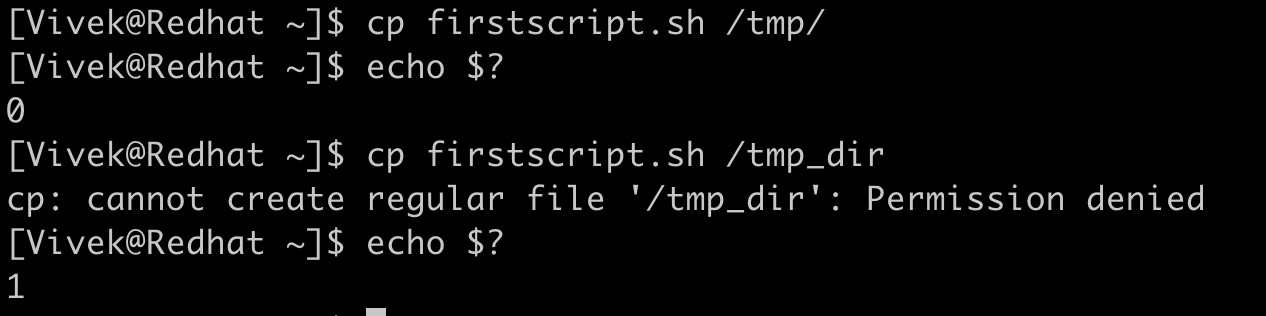 [Vivek@Redhat ~]$ cp firstscript.sh /tmp/
[Vivek@Redhat ~]$ echo $?
0
[Vivek@Redhat ~]$ cp firstscript.sh /tmp_dir
cp: cannot create regular file '/tmp_dir': Permission denied
[Vivek@Redhat ~]$ echo $?
1